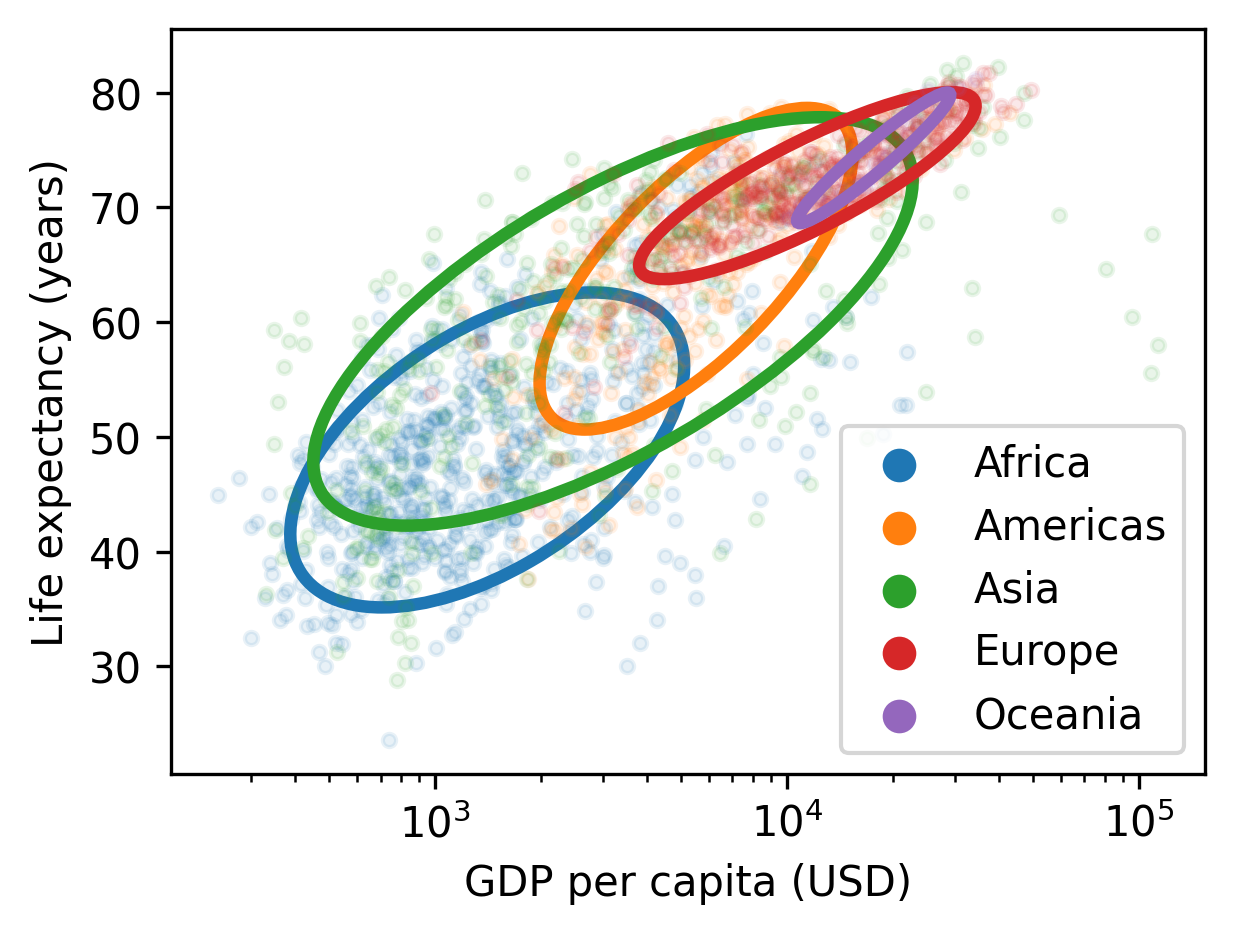 80
70
60
50
40
30
Life expectancy (years)
Africa
Americas
Asia
Europe
Oceania
10³
10⁴
10⁵
GDP per capita (USD)